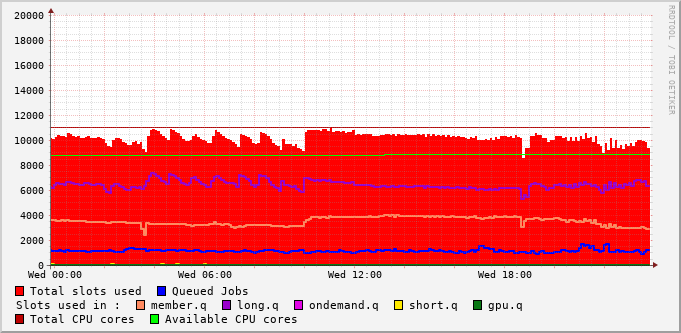 20000
18000
16000
14000
12000
10000
8000
6000
4000
2000
0
Wed 00:00 Wed 06:00 Wed 12:00 Wed 18:00
RRDTOOL / TOBI OETIKER
Total slots used Queued Jobs
Slots used in : member.q long.q ondemand.q short.q gpu.q
Total CPU cores Available CPU cores